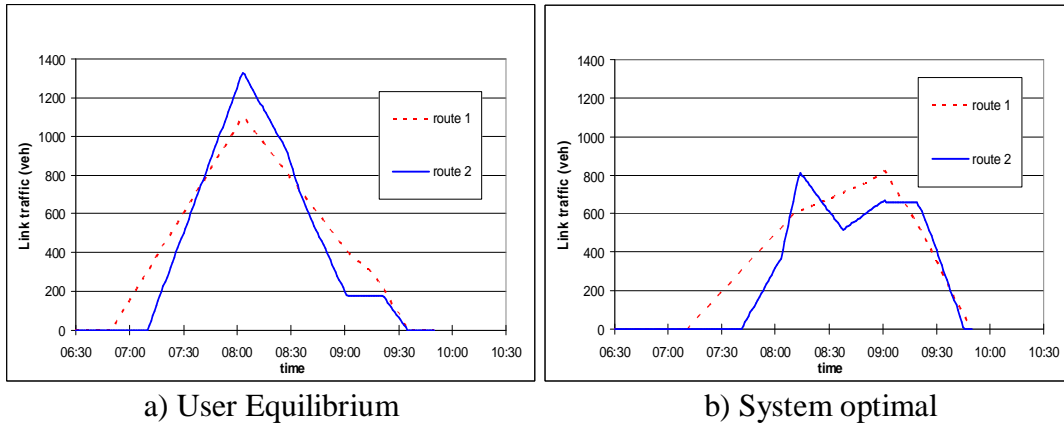 1400
1200
1000
800
600
400
200
0
Link traffic (veh)
06:30 07:00 07:30 08:00 08:30 09:00 09:30 10:00 10:30
time
route 1
route 2
a) User Equilibrium
1400
1200
1000
800
600
400
200
0
Link traffic (veh)
06:30 07:00 07:30 08:00 08:30 09:00 09:30 10:00 10:30
time
route 1
route 2
b) System optimal